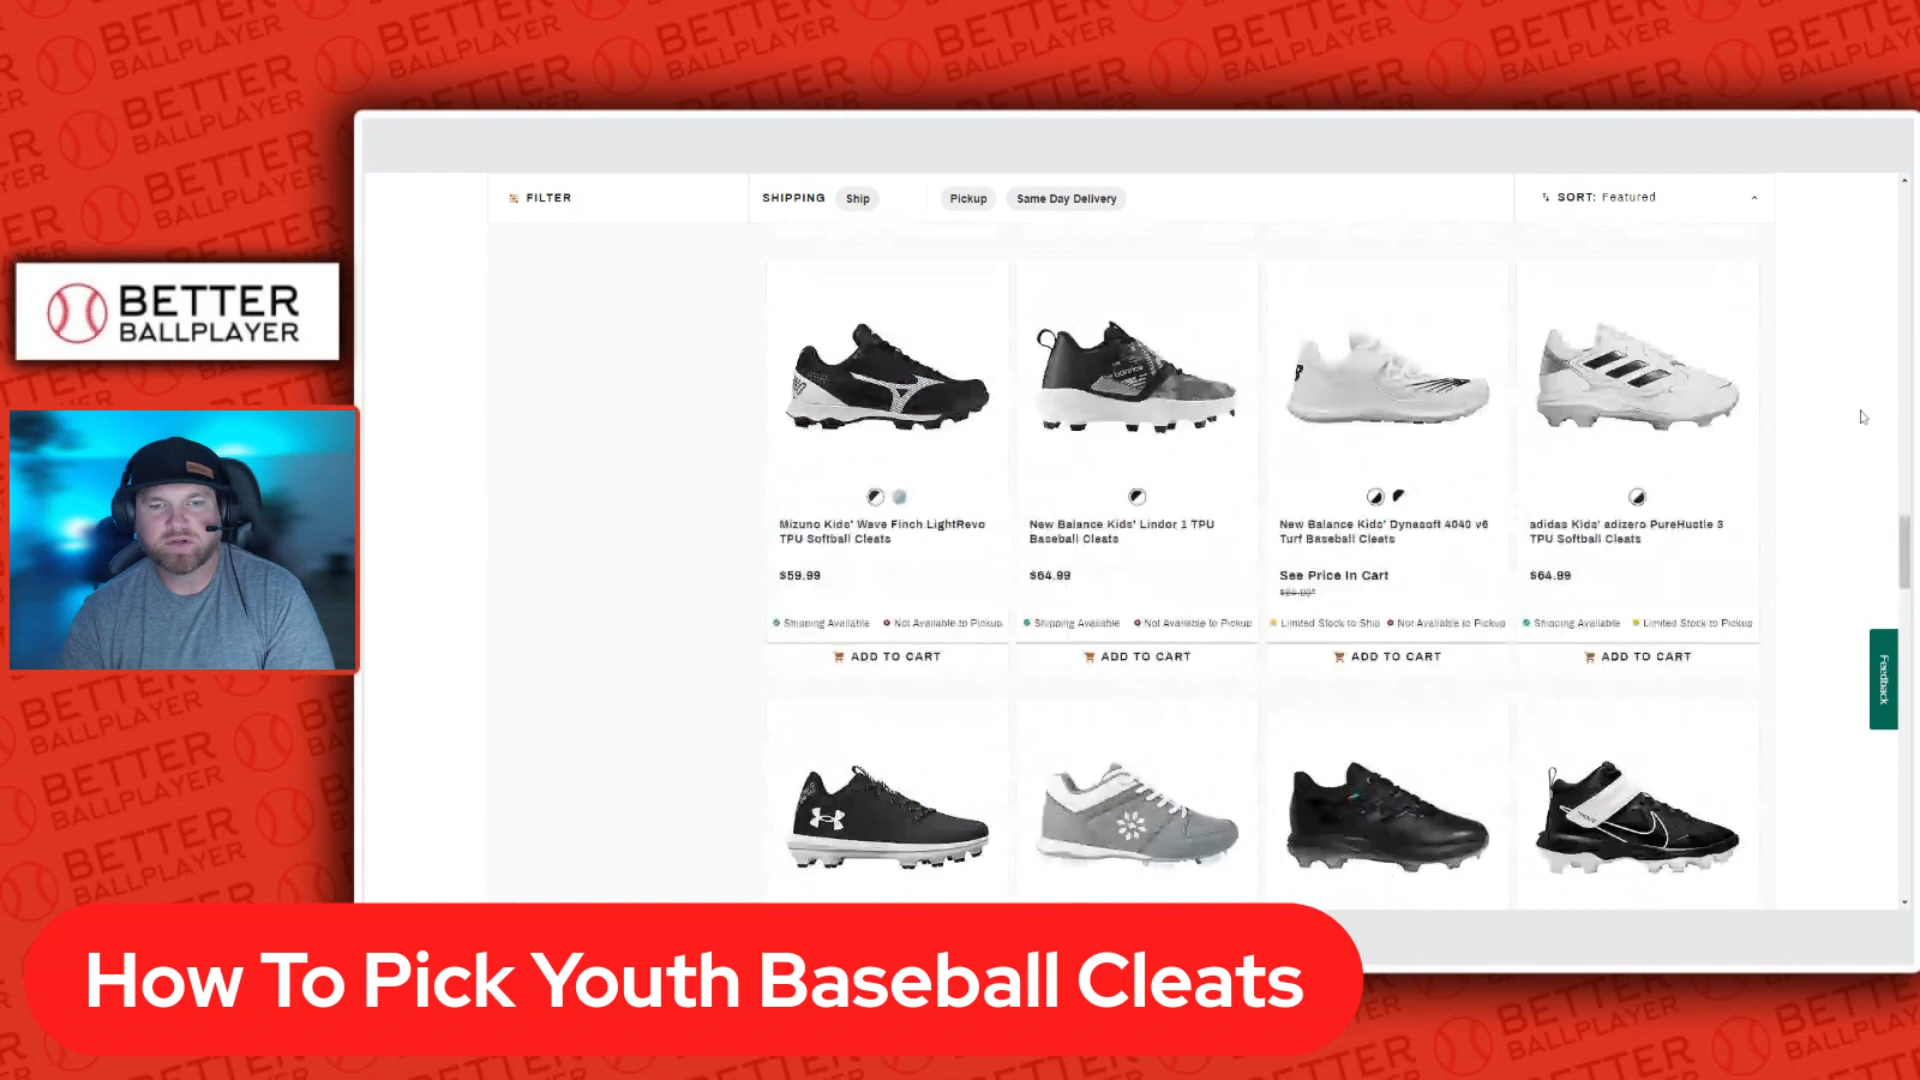 BETTER
BALLPLAYER
FILTER
SHIPPING Ship Pickup Same Day Delivery
SORT: Featured
Mizuno Kids' Wave Finch LightRevo
TPU Softball Cleats
$59.99
Shipping Available Not Available to Pickup
ADD TO CART
New Balance Kids' Lindor 1 TPU
Baseball Cleats
$64.99
Shipping Available Not Available to Pickup
ADD TO CART
New Balance Kids' Dynasoft 4040 v6
Turf Baseball Cleats
See Price In Cart
Limited Stock to Ship Not Available to Pickup
ADD TO CART
adidas Kids' adizero PureHustle 3
TPU Softball Cleats
$64.99
Shipping Available Limited Stock to Pickup
ADD TO CART
Feedback
How To Pick Youth Baseball Cleats